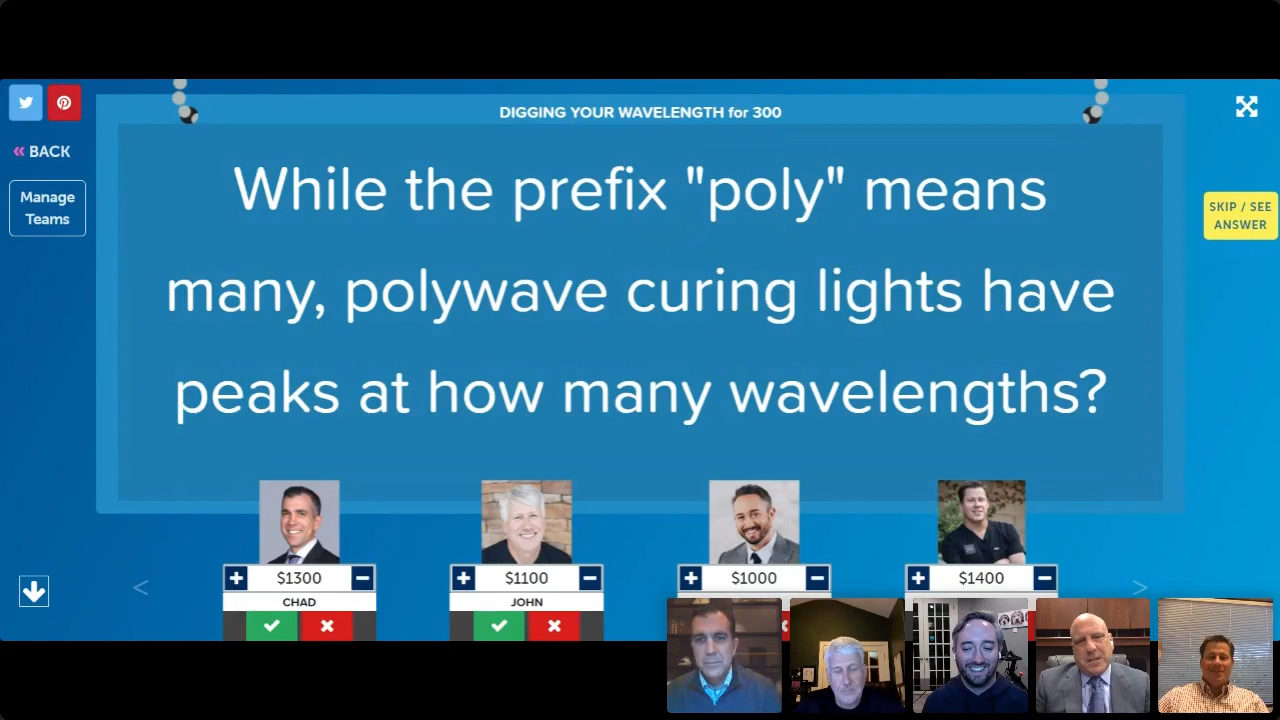 DIGGING YOUR WAVELENGTH for 300
« BACK
Manage
Teams
SKIP / SEE
ANSWER
While the prefix "poly" means
many, polywave curing lights have
peaks at how many wavelengths?
$1300
$1100
$1000
$1400
CHAD
JOHN